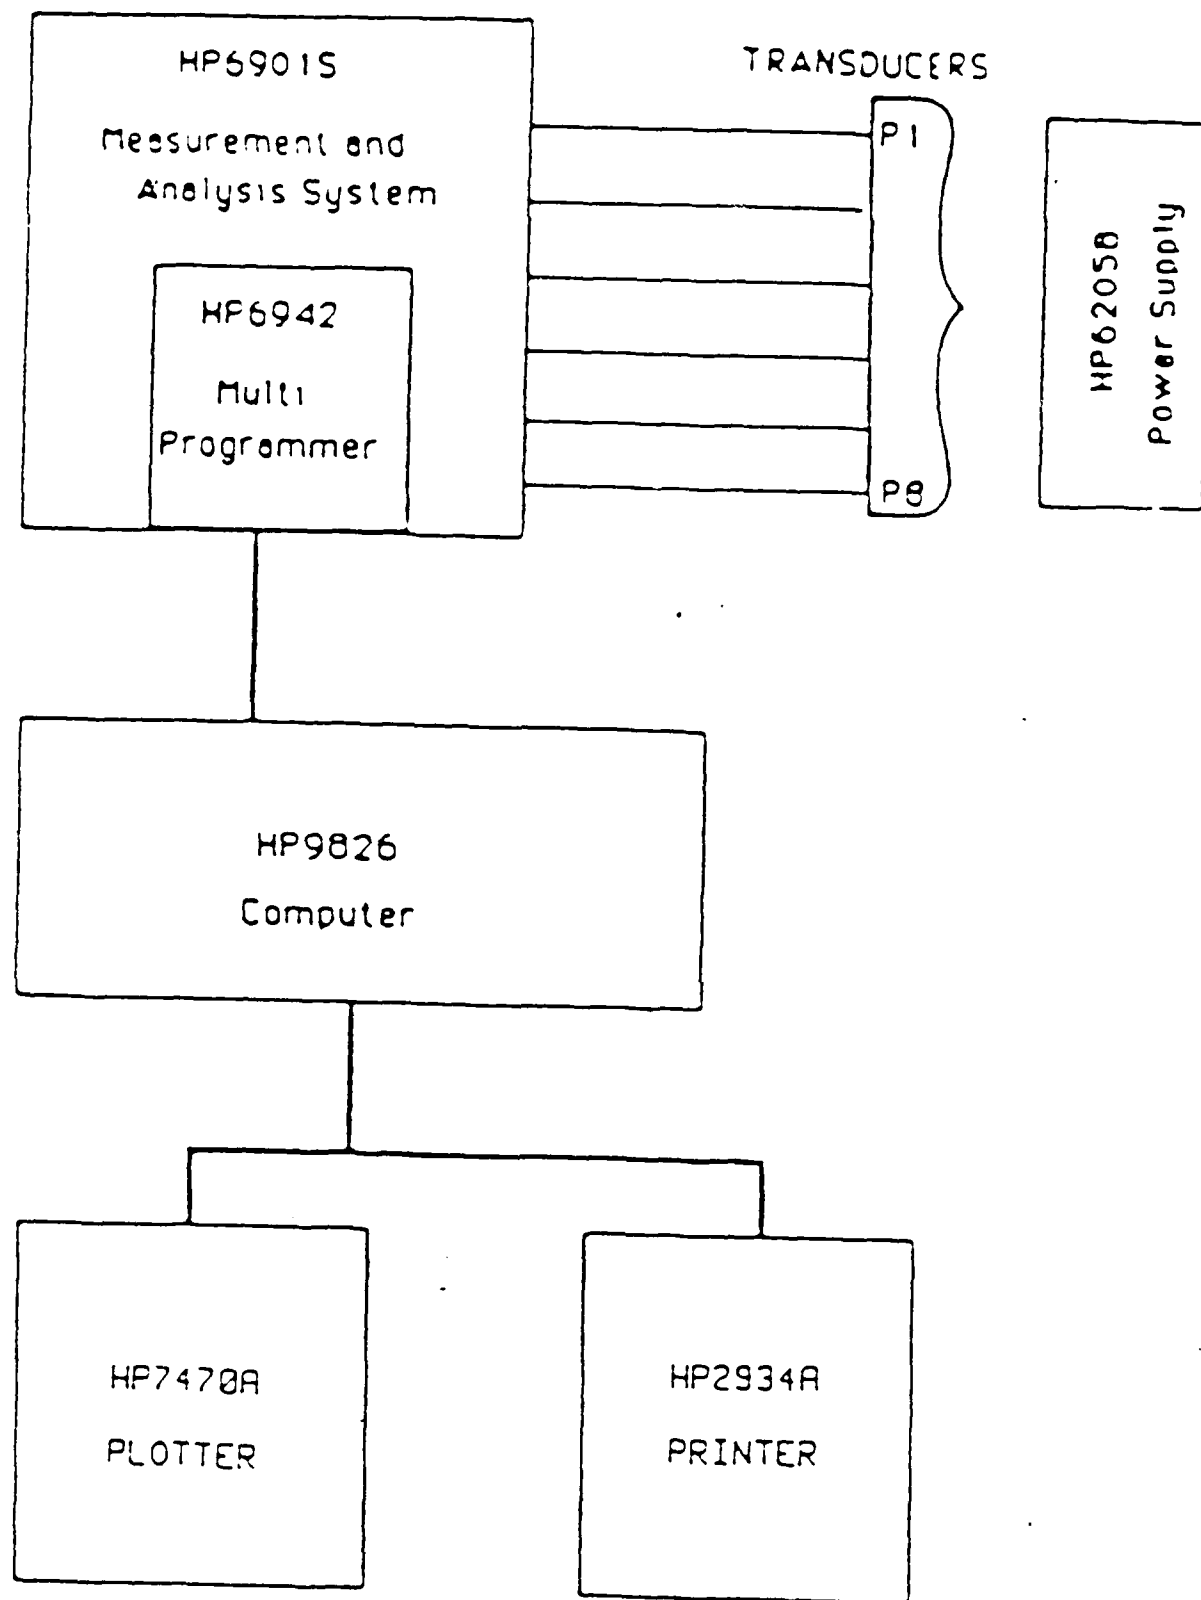 HP6901S
Measurement and
Analysis System
HP6942
Multi
Programmer
TRANSDUCERS
P1
P8
HP6205B
Power Supply
HP9826
Computer
HP7470A
PLOTTER
HP2934A
PRINTER